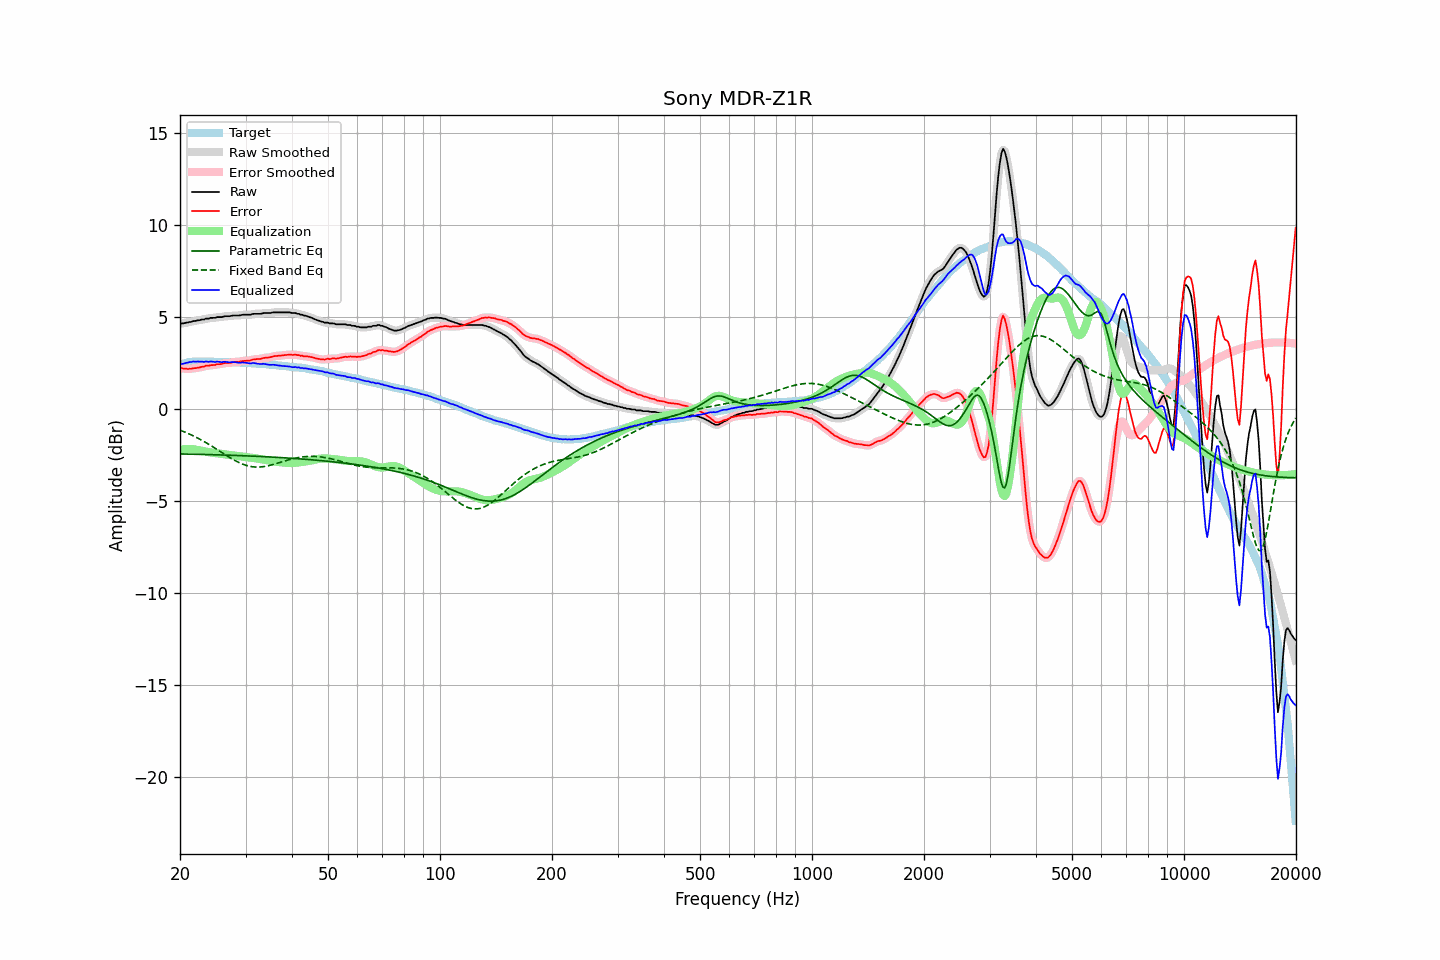 Sony MDR-Z1R
Target
Raw Smoothed
Error Smoothed
Raw
Error
Equalization
Parametric Eq
Fixed Band Eq
Equalized
15
10
5
0
−5
−10
−15
−20
Amplitude (dBr)
20
50
100
200
500
1000
2000
5000
10000
20000
Frequency (Hz)